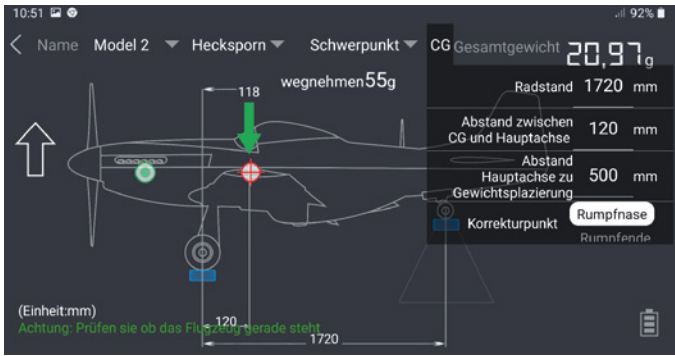 10:51 92%
Name Model 2 Hecksporn Schwerpunkt CG Gesamtgewicht 20,97g
118 wegnehmen55g
Radstand 1720 mm
Abstand zwischen
CG und Hauptachse 120 mm
Abstand
Hauptachse zu
Gewichtsplazierung 500 mm
Korrekturpunkt Rumpfnase
Rumpfende
(Einheit:mm)
Achtung: Prüfen sie ob das Flugzeug gerade steht
120
1720